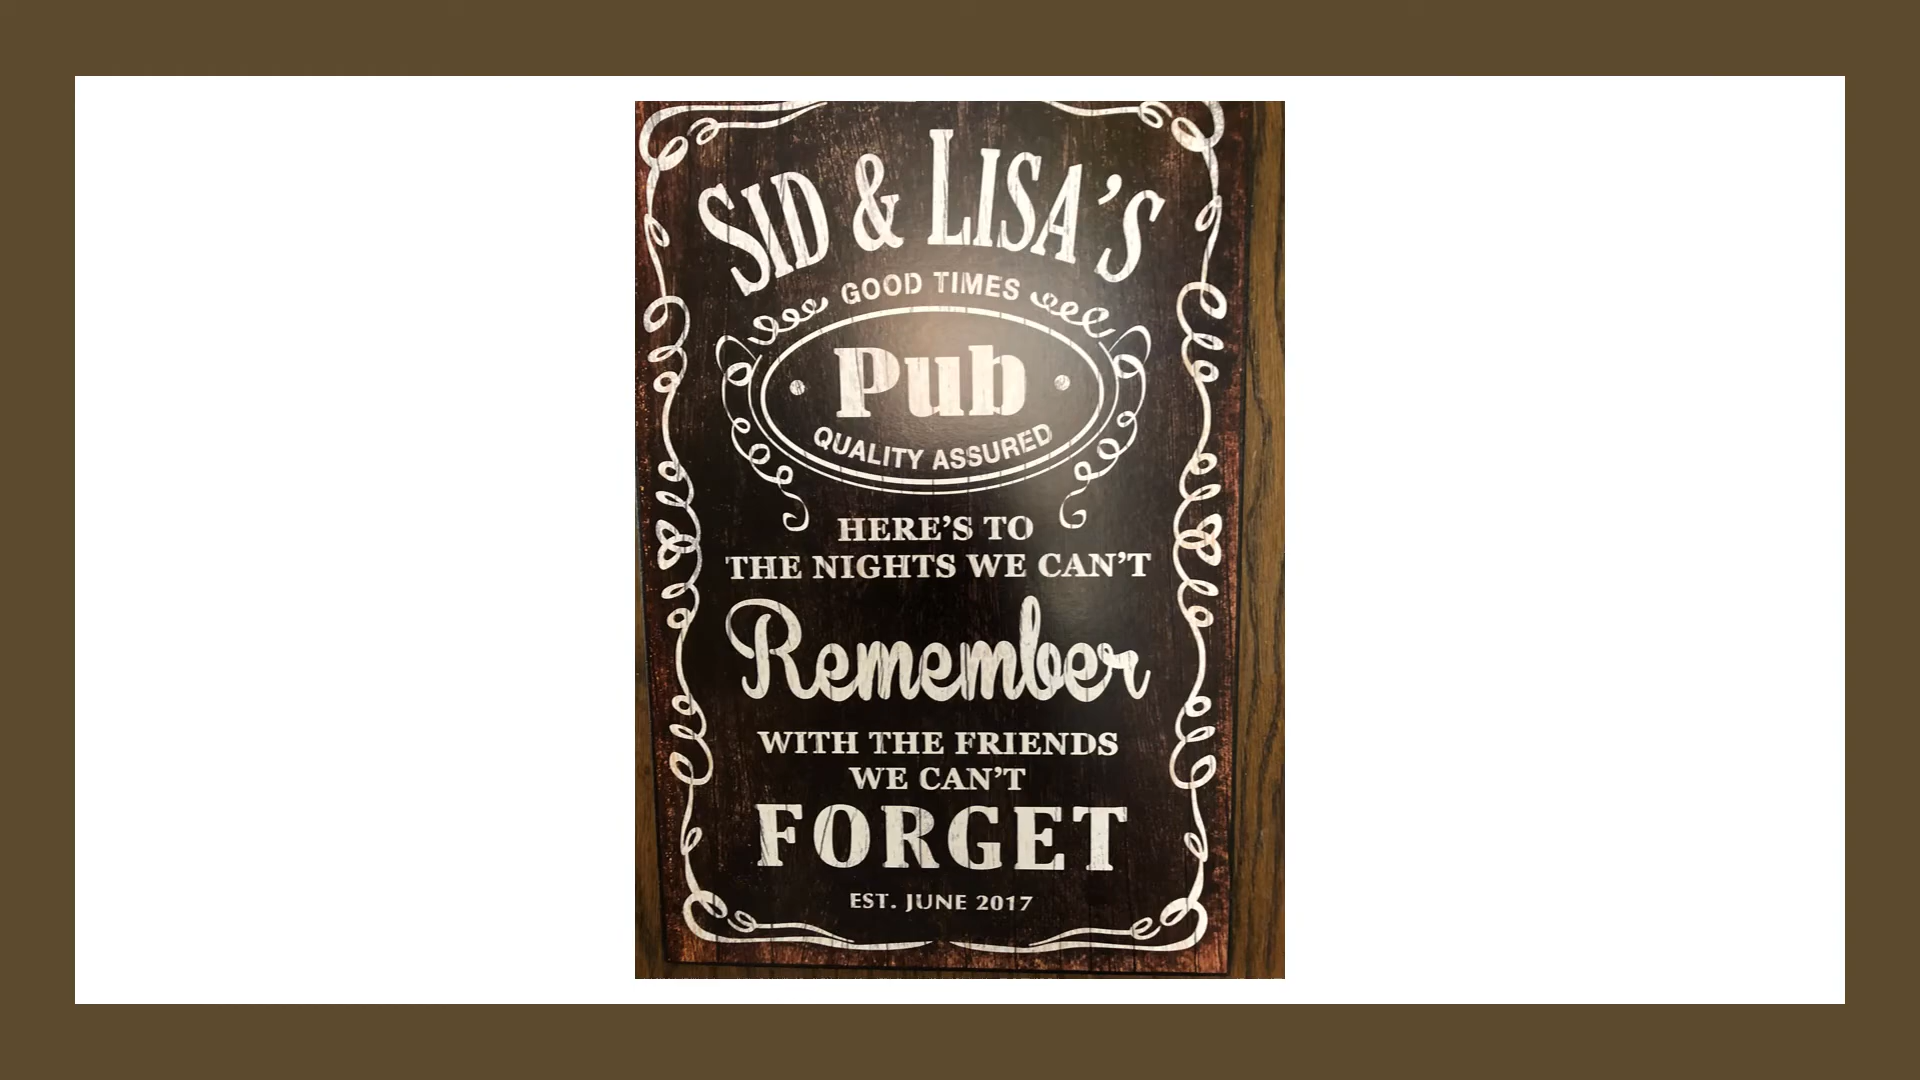 SID & LISA'S
GOOD TIMES
Pub
QUALITY ASSURED
HERE'S TO
THE NIGHTS WE CAN'T
Remember
WITH THE FRIENDS
WE CAN'T
FORGET
EST. JUNE 2017